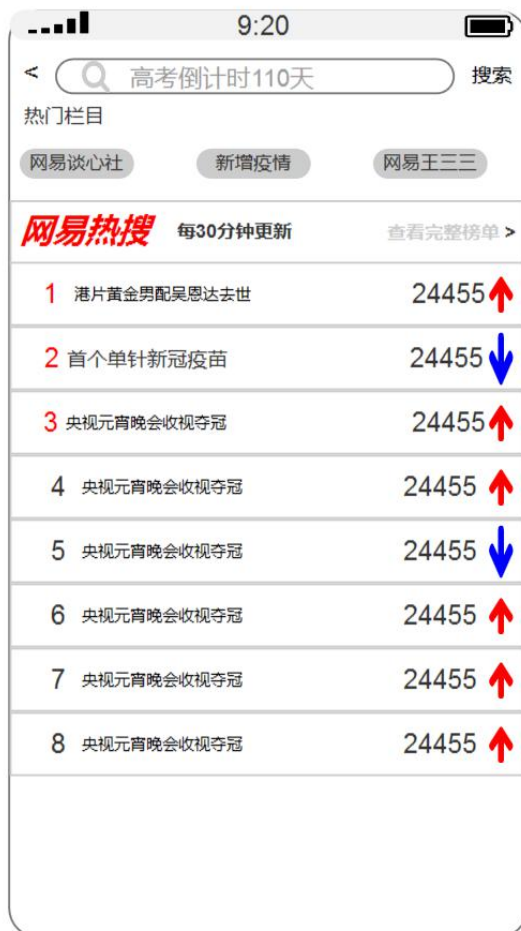 9:20
< 高考倒计时110天 搜索
热门栏目
网易谈心社 新增疫情 网易王三三
网易热搜 每30分钟更新 查看完整榜单 >
1 港片黄金男配吴恩达去世 24455
2 首个单针新冠疫苗 24455
3 央视元宵晚会收视夺冠 24455
4 央视元宵晚会收视夺冠 24455
5 央视元宵晚会收视夺冠 24455
6 央视元宵晚会收视夺冠 24455
7 央视元宵晚会收视夺冠 24455
8 央视元宵晚会收视夺冠 24455